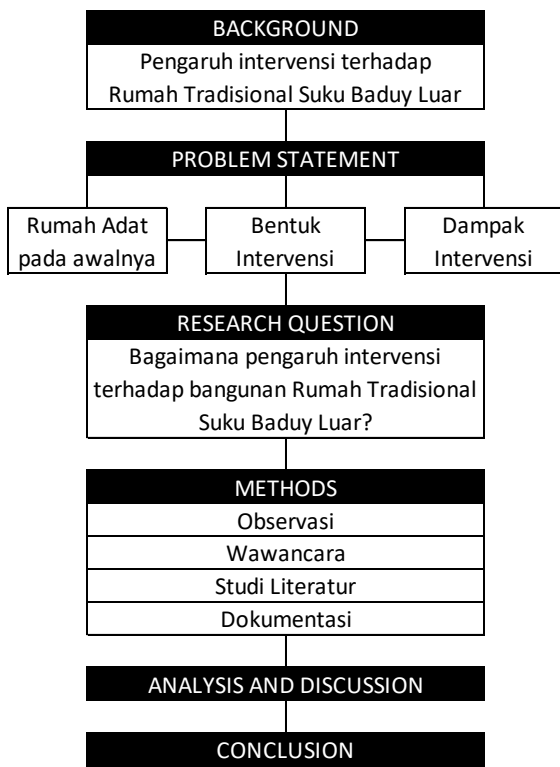 BACKGROUND
Pengaruh intervensi terhadap
Rumah Tradisional Suku Baduy Luar
PROBLEM STATEMENT
Rumah Adat
pada awalnya
Bentuk
Intervensi
Dampak
Intervensi
RESEARCH QUESTION
Bagaimana pengaruh intervensi
terhadap bangunan Rumah Tradisional
Suku Baduy Luar?
METHODS
Observasi
Wawancara
Studi Literatur
Dokumentasi
ANALYSIS AND DISCUSSION
CONCLUSION